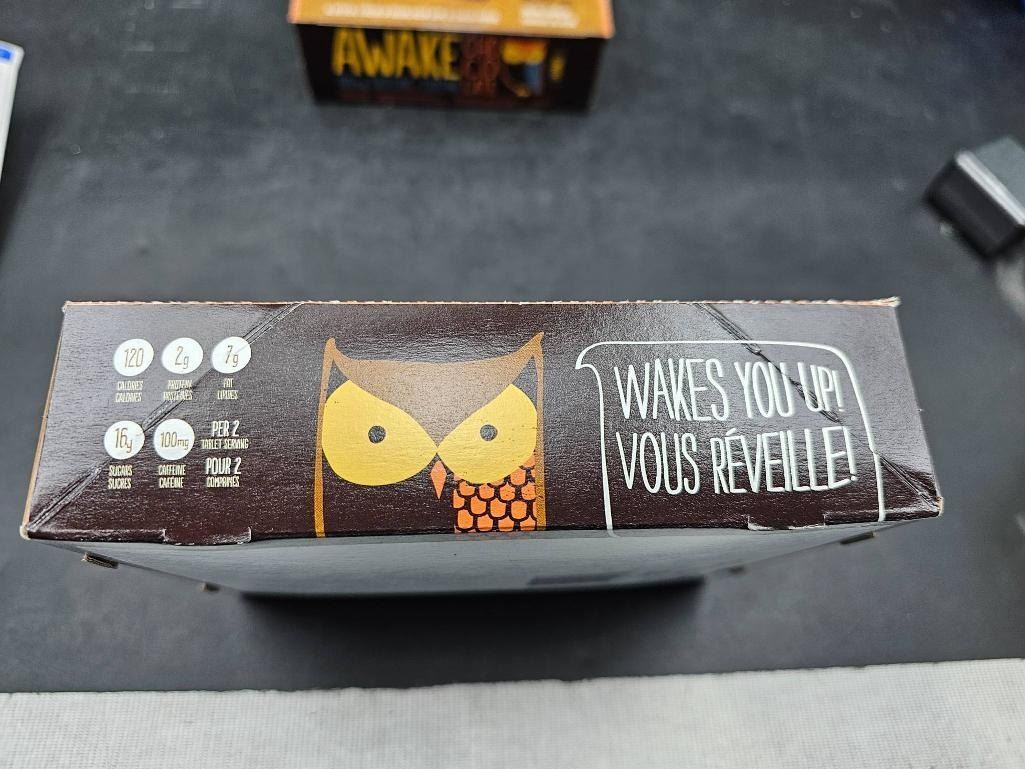 AWAKE
120
CALORIES
CALORIES
2g
PROTEIN
PROTÉINES
7g
FAT
LIPIDES
16g
SUGARS
SUCRES
100mg
CAFFEINE
CAFÉINE
PER 2
TABLET SERVING
POUR 2
COMPRIMÉS
WAKES YOU UP!
VOUS RÉVEILLE!